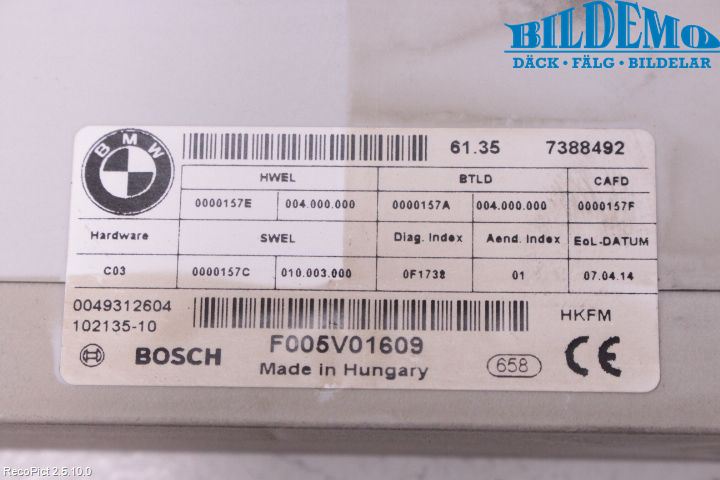 BILDEMO
DÄCK • FÄLG • BILDELAR
BMW
61.35 7388492
HWEL BTLD CAFD
0000157E 004.000.000 0000157A 004.000.000 0000157F
Hardware SWEL Diag. Index Aend. Index EoL-DATUM
C03 0000157C 010.003.000 0F1738 01 07.04.14
0049312604
102135-10
HKFM
BOSCH F005V01609
Made in Hungary 658 CE
RecoPict 2.5.10.0